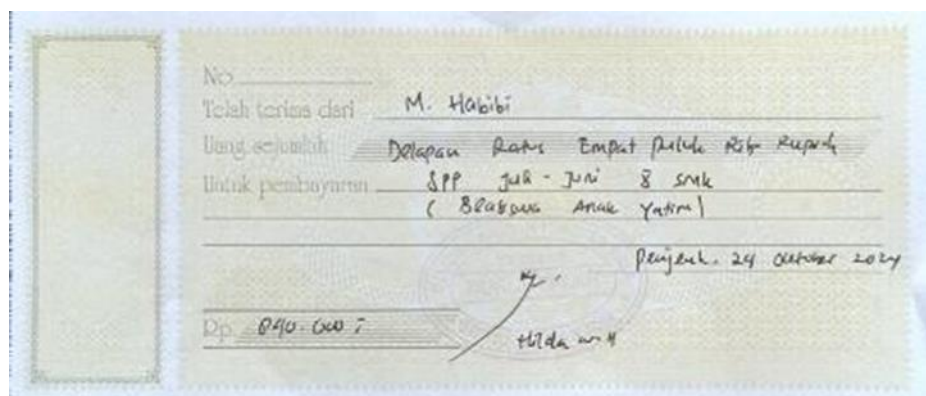 No
Telah terima dari M. Habibi
Uang sejumlah Delapan Ratus Empat Puluh Ribu Rupiah
Untuk pembayaran SPP Juli - Juni 8 smk
( Beasiswa Anak Yatim )
24 Oktober 2024
Rp. 840.000
Hilda